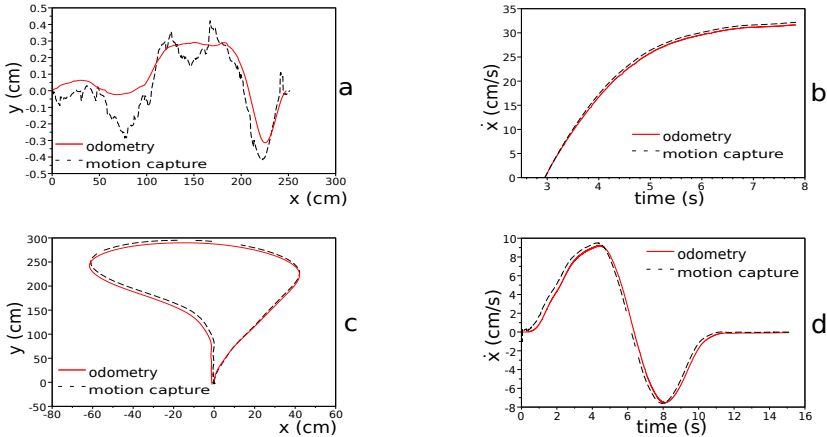 0.5
0.4
0.3
0.2
0.1
0.0
-0.1
-0.2
-0.3
-0.4
-0.5
y (cm)
odometry
motion capture
0 50 100 150 200 250 300
x (cm)
a
35
30
25
20
15
10
5
0
ẋ (cm/s)
odometry
motion capture
3 4 5 6 7 8
time (s)
b
300
250
200
150
100
50
0
-50
y (cm)
odometry
motion capture
-80 -60 -40 -20 0 20 40 60
x (cm)
c
10
8
6
4
2
0
-2
-4
-6
-8
ẋ (cm/s)
odometry
motion capture
0 2 4 6 8 10 12 14 16
time (s)
d